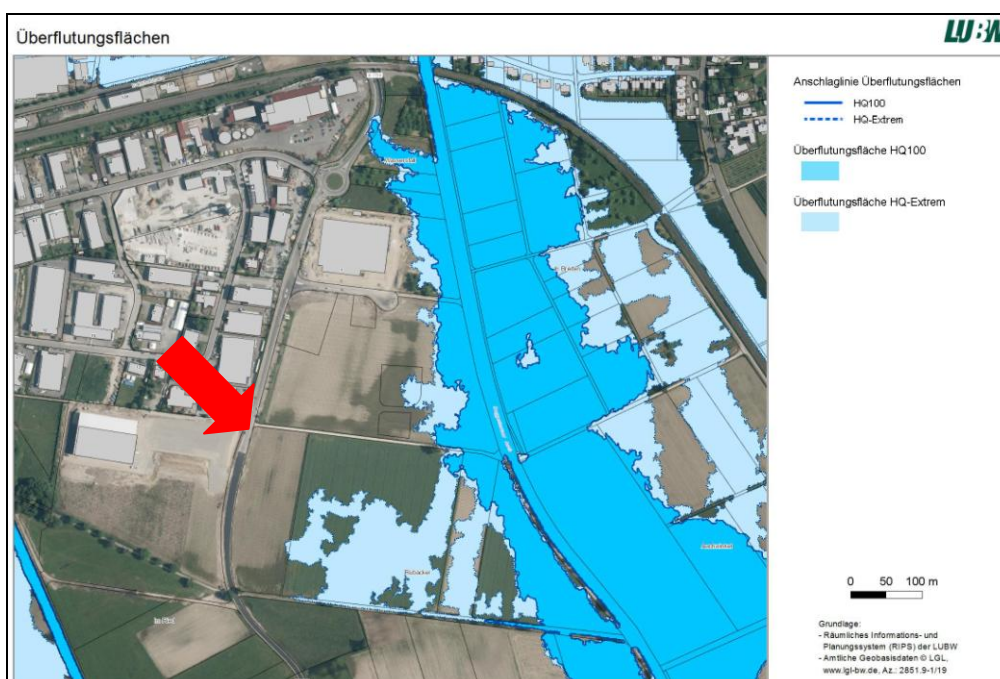 Überflutungsflächen
LUBW
Anschlaglinie Überflutungsflächen
HQ100
HQ-Extrem
Überflutungsfläche HQ100
Überflutungsfläche HQ-Extrem
0 50 100 m
Grundlage:
- Räumliches Informations- und
Planungssystem (RIPS) der LUBW
- Amtliche Geobasisdaten © LGL,
www.lgl-bw.de, Az.: 2851.9-1/19